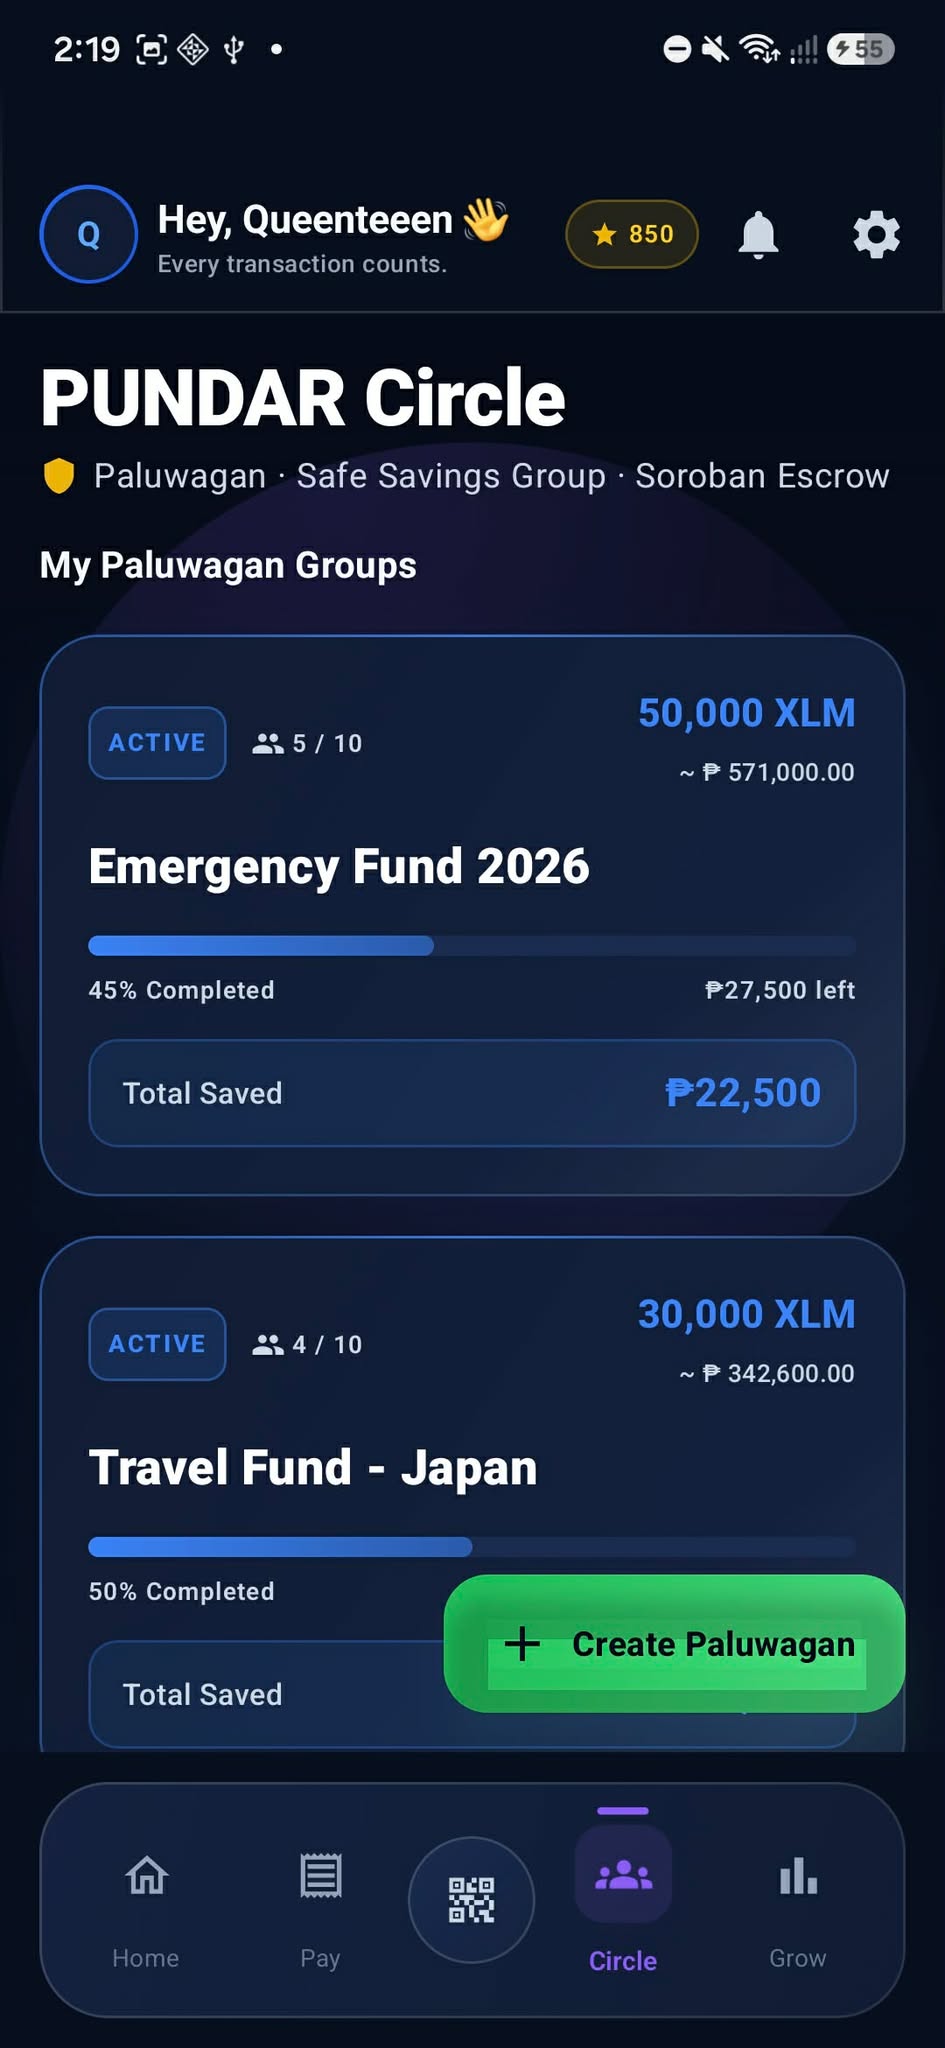 2:19
55
Q
Hey, Queenteeen 👋
Every transaction counts.
850
PUNDAR Circle
Paluwagan · Safe Savings Group · Soroban Escrow
My Paluwagan Groups
ACTIVE
5 / 10
50,000 XLM
~ ₱ 571,000.00
Emergency Fund 2026
45% Completed
₱27,500 left
Total Saved
₱22,500
ACTIVE
4 / 10
30,000 XLM
~ ₱ 342,600.00
Travel Fund - Japan
50% Completed
Create Paluwagan
Total Saved
Home
Pay
Circle
Grow